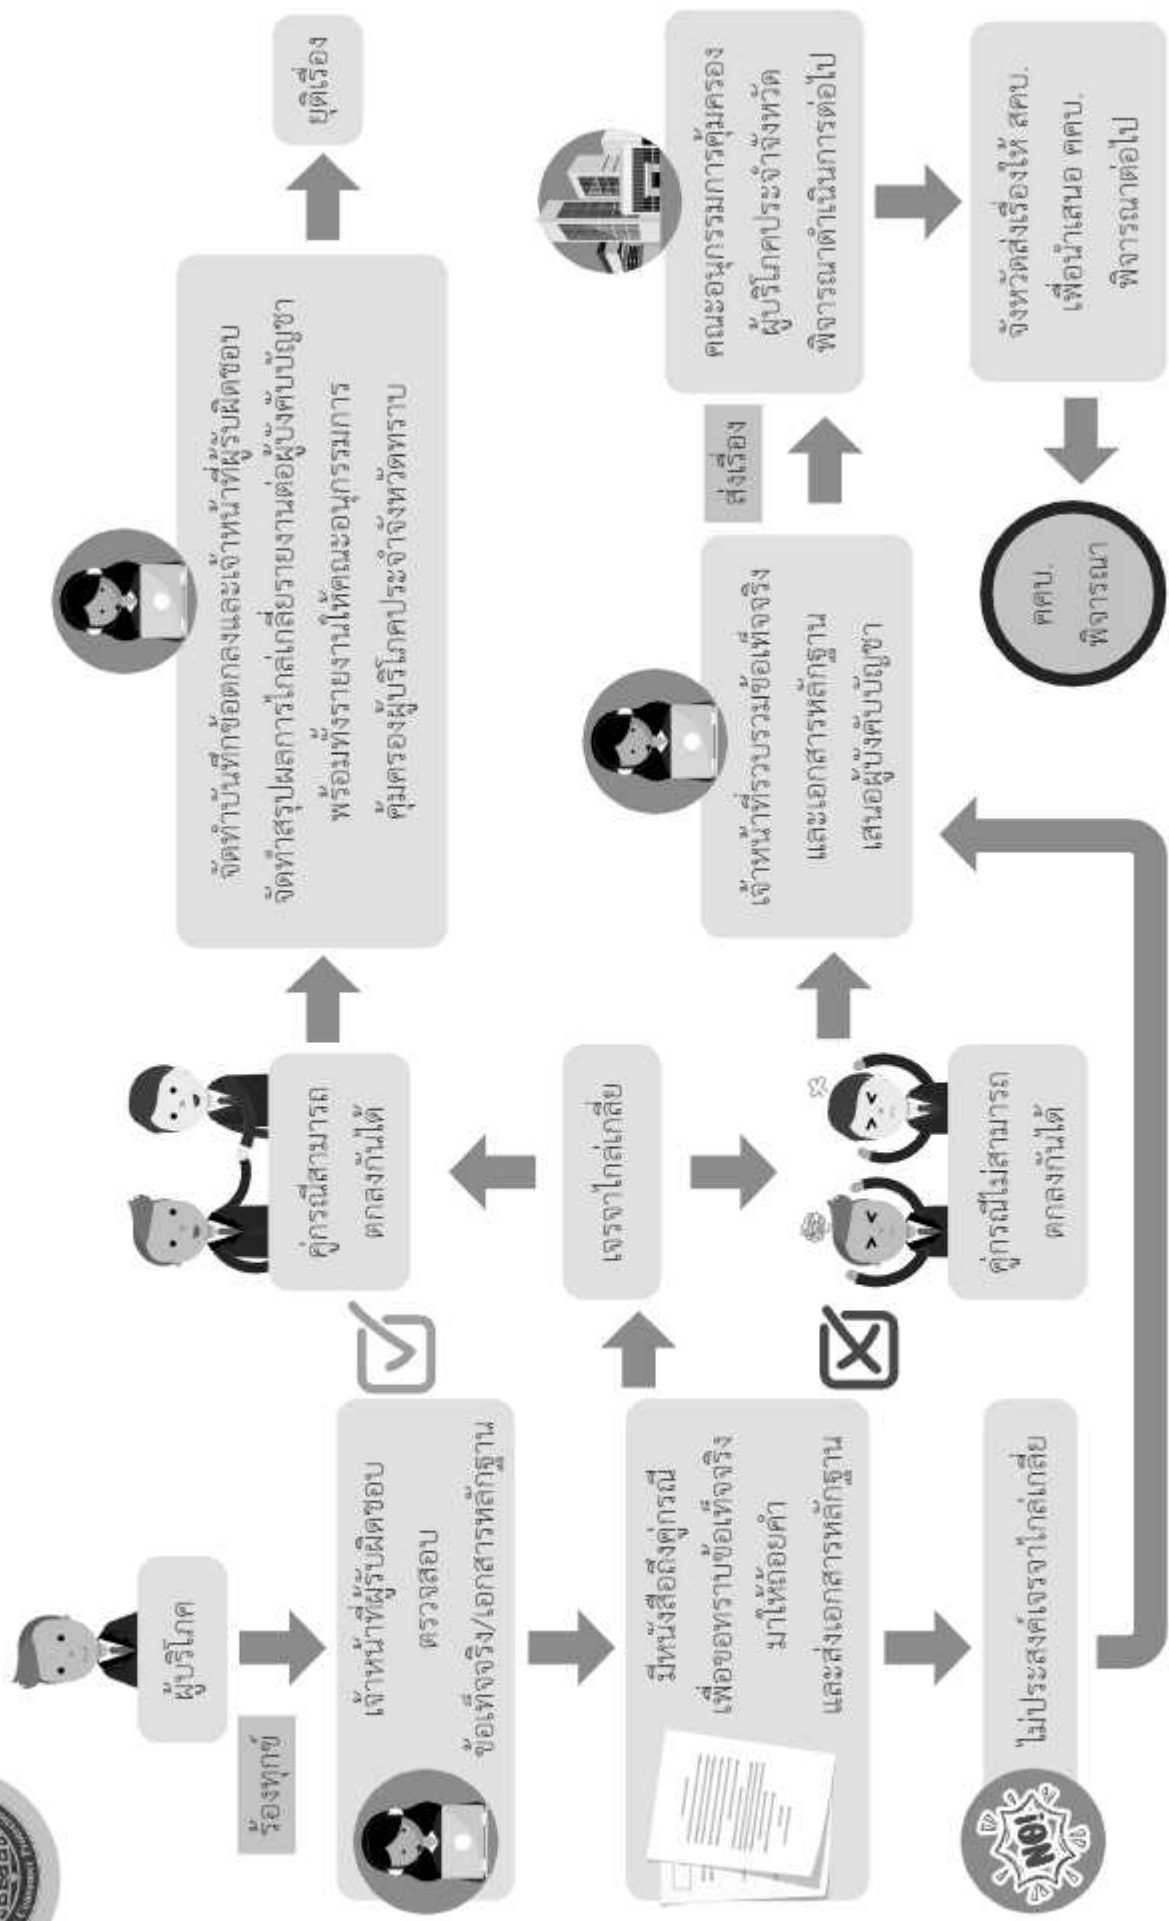 ผู้บริโภค
ร้องทุกข์
เจ้าหน้าที่ผู้รับผิดชอบ
ตรวจสอบ
ข้อเท็จจริง/เอกสารหลักฐาน
มีหนังสือถึงคู่กรณี
เพื่อขอทราบข้อเท็จจริง
มาให้ถ้อยคำ
และส่งเอกสารหลักฐาน
NO!
ไม่ประสงค์เจรจาไกล่เกลี่ย
เจรจาไกล่เกลี่ย
คู่กรณีสามารถ
ตกลงกันได้
คู่กรณีไม่สามารถ
ตกลงกันได้
จัดทำบันทึกข้อตกลงและเจ้าหน้าที่ผู้รับผิดชอบ
จัดทำสรุปผลการไกล่เกลี่ยรายงานต่อผู้บังคับบัญชา
พร้อมทั้งรายงานให้คณะอนุกรรมการ
คุ้มครองผู้บริโภคประจำจังหวัดทราบ
ยุติเรื่อง
เจ้าหน้าที่รวบรวมข้อเท็จจริง
และเอกสารหลักฐาน
เสนอผู้บังคับบัญชา
ส่งเรื่อง
คณะอนุกรรมการคุ้มครอง
ผู้บริโภคประจำจังหวัด
พิจารณาดำเนินการต่อไป
จังหวัดส่งเรื่องให้ สคบ.
เพื่อนำเสนอ คคบ.
พิจารณาต่อไป
คคบ.
พิจารณา